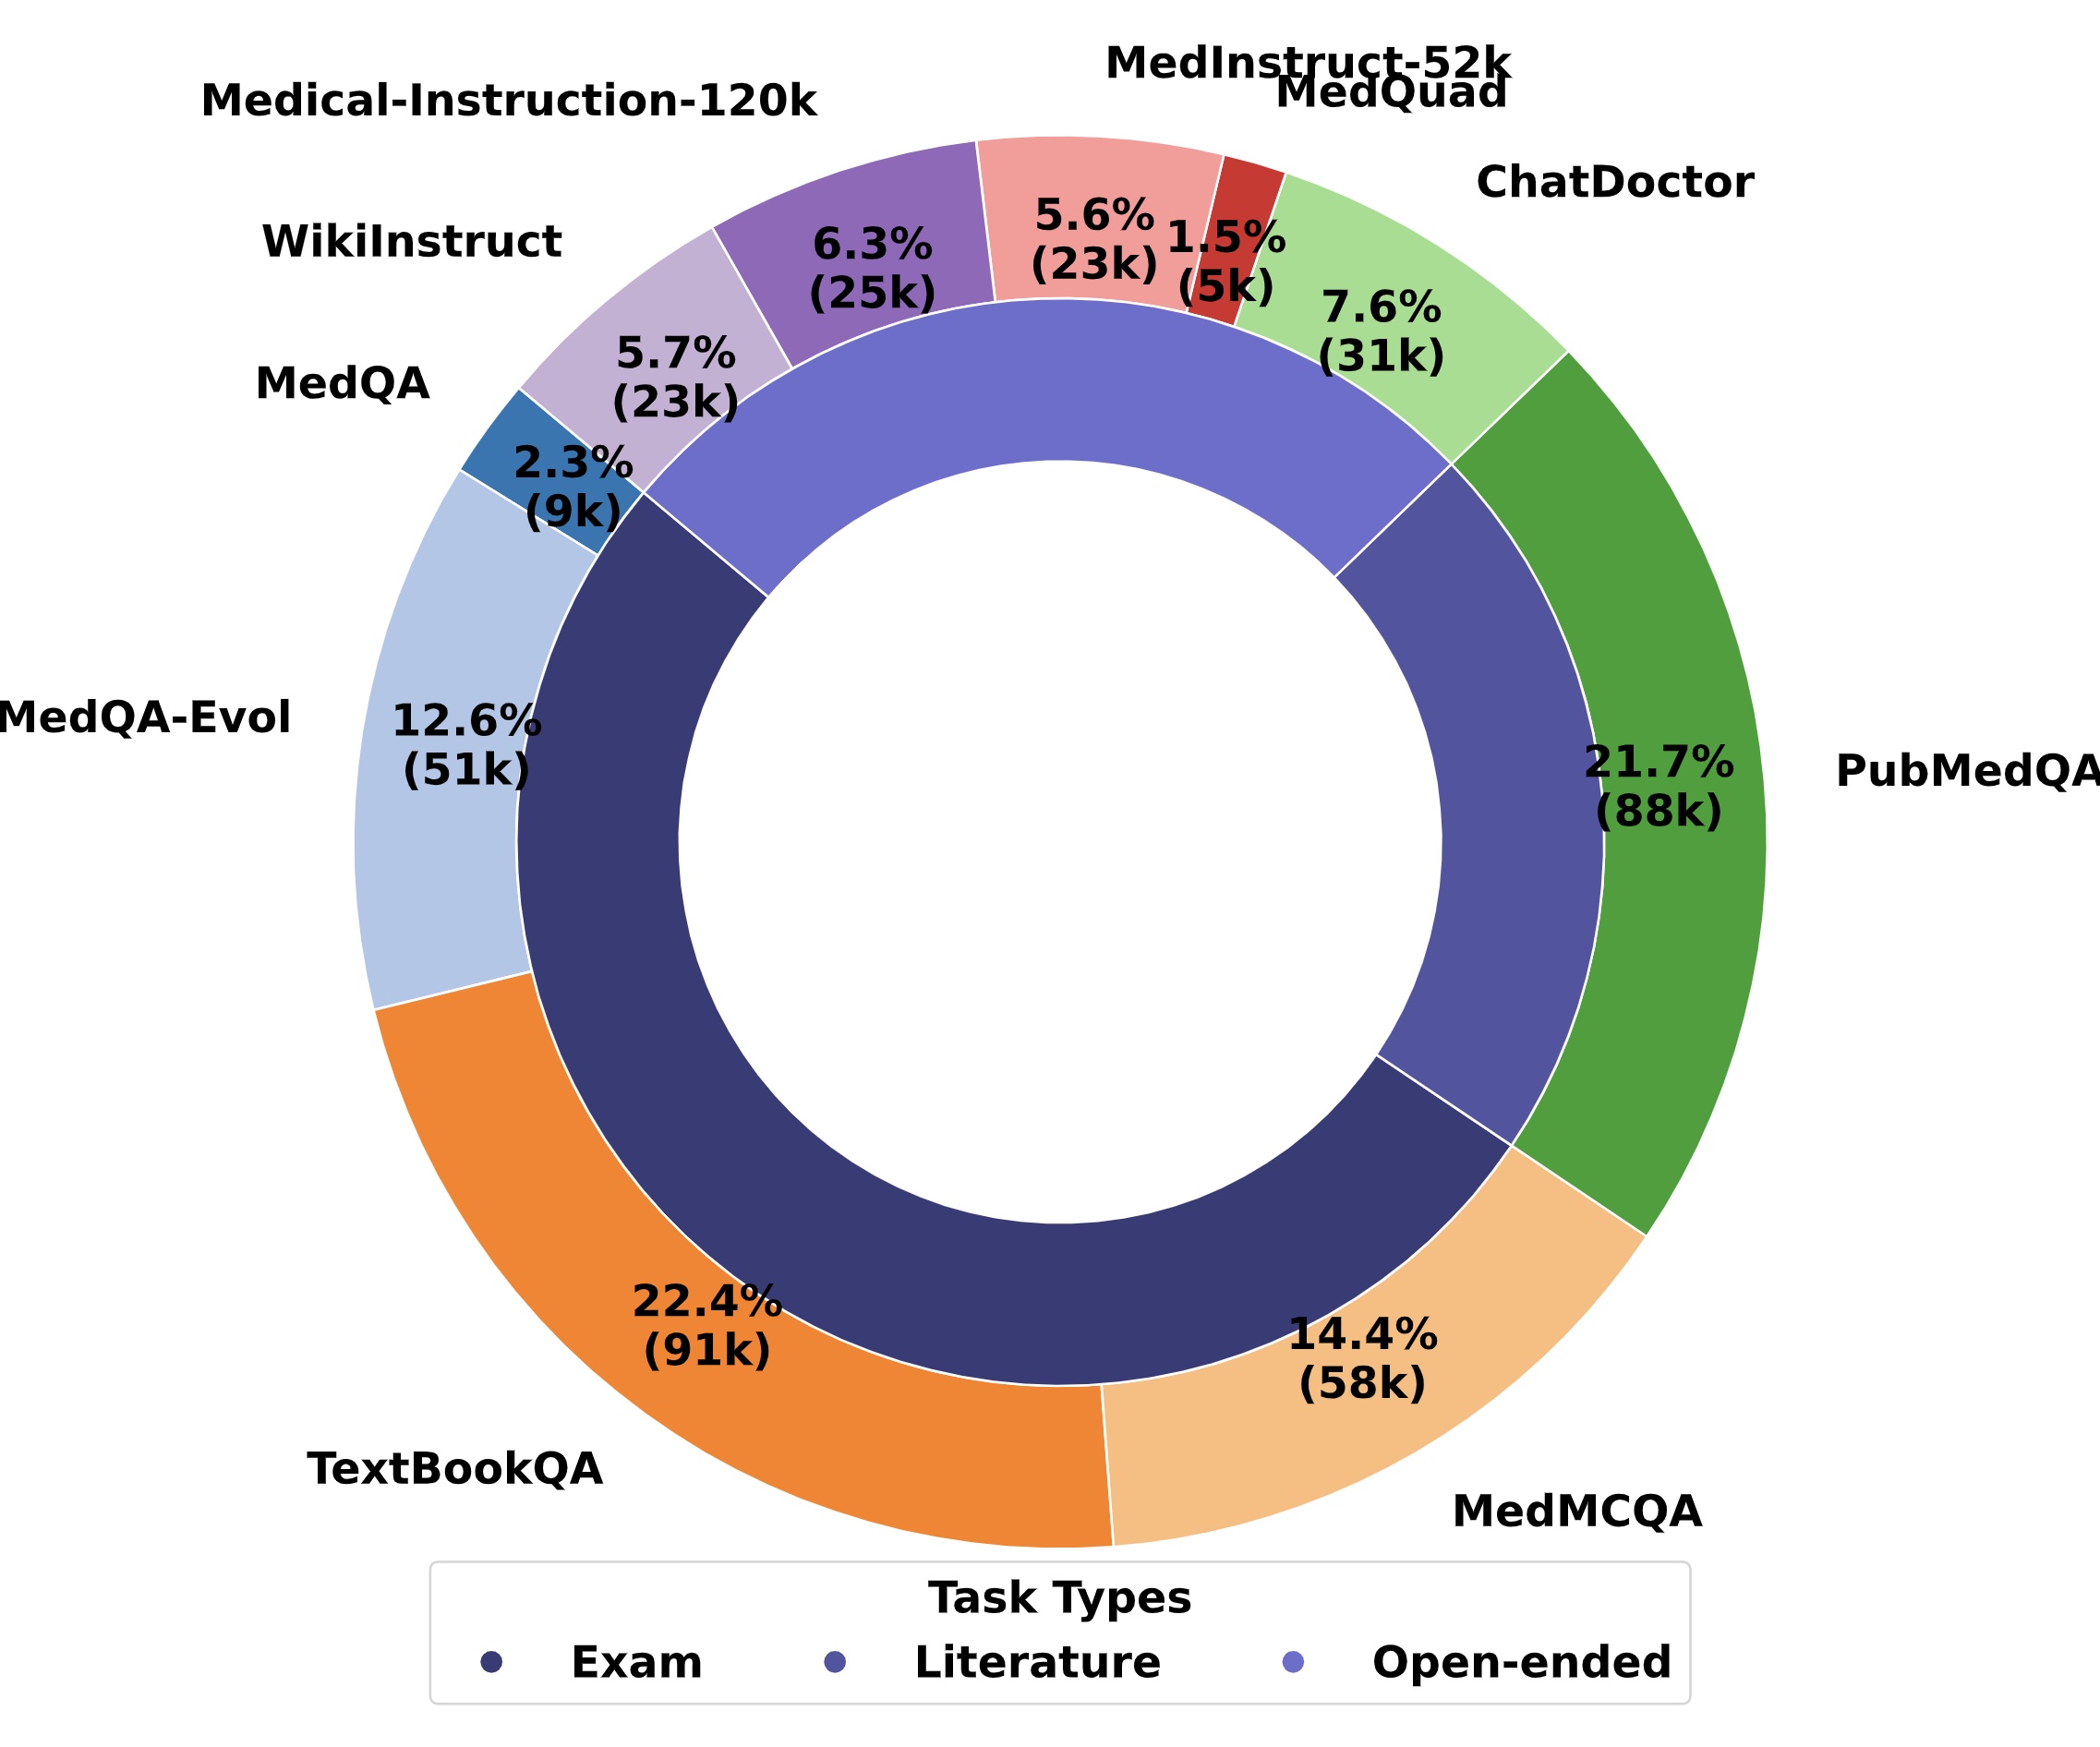 MedInstruct-52k
MedQuad
Medical-Instruction-120k
ChatDoctor
WikiInstruct
MedQA
MedQA-Evol
PubMedQA
TextBookQA
MedMCQA
5.6%
(23k)
1.5%
(5k)
6.3%
(25k)
7.6%
(31k)
5.7%
(23k)
2.3%
(9k)
12.6%
(51k)
21.7%
(88k)
22.4%
(91k)
14.4%
(58k)
Task Types
Exam
Literature
Open-ended